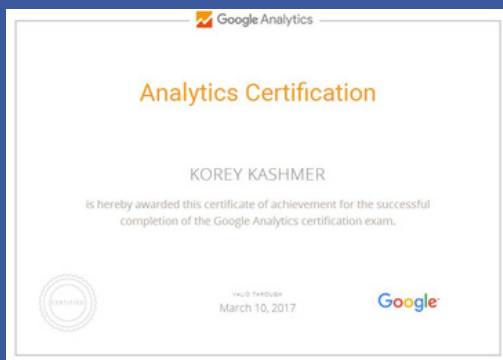 Google Analytics
Analytics Certification
KOREY KASHMER
is hereby awarded this certificate of achievement for the successful
completion of the Google Analytics certification exam.
CERTIFIED
VALID THROUGH
March 10, 2017
Google